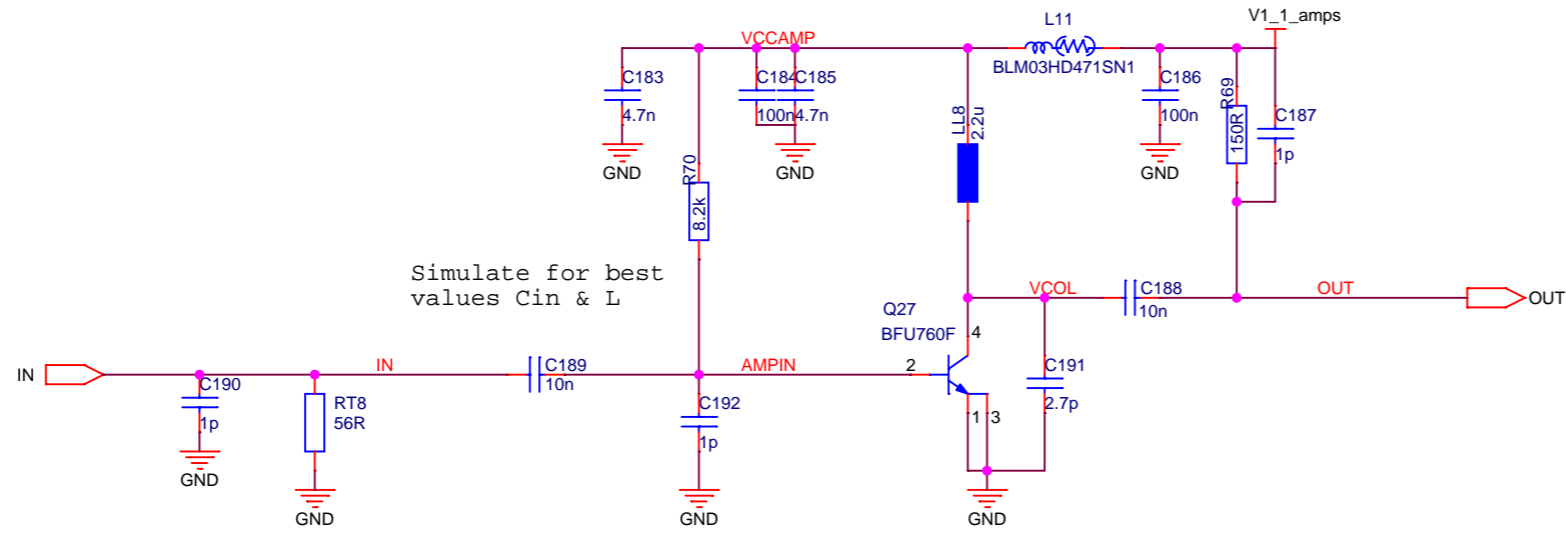 V1_1_amps
L11
VCCAMP
BLM03HD471SN1
C183
4.7n
C184
100n
C185
4.7n
LL8
2.2u
C186
100n
R69
150R
C187
1p
GND
GND
GND
R70
8.2k
Simulate for best
values Cin & L
VCOL
C188
10n
OUT
OUT
Q27
BFU760F
4
IN
IN
C189
10n
AMPIN
2
C191
2.7p
C190
1p
RT8
56R
C192
1p
1
3
GND
GND
GND
GND